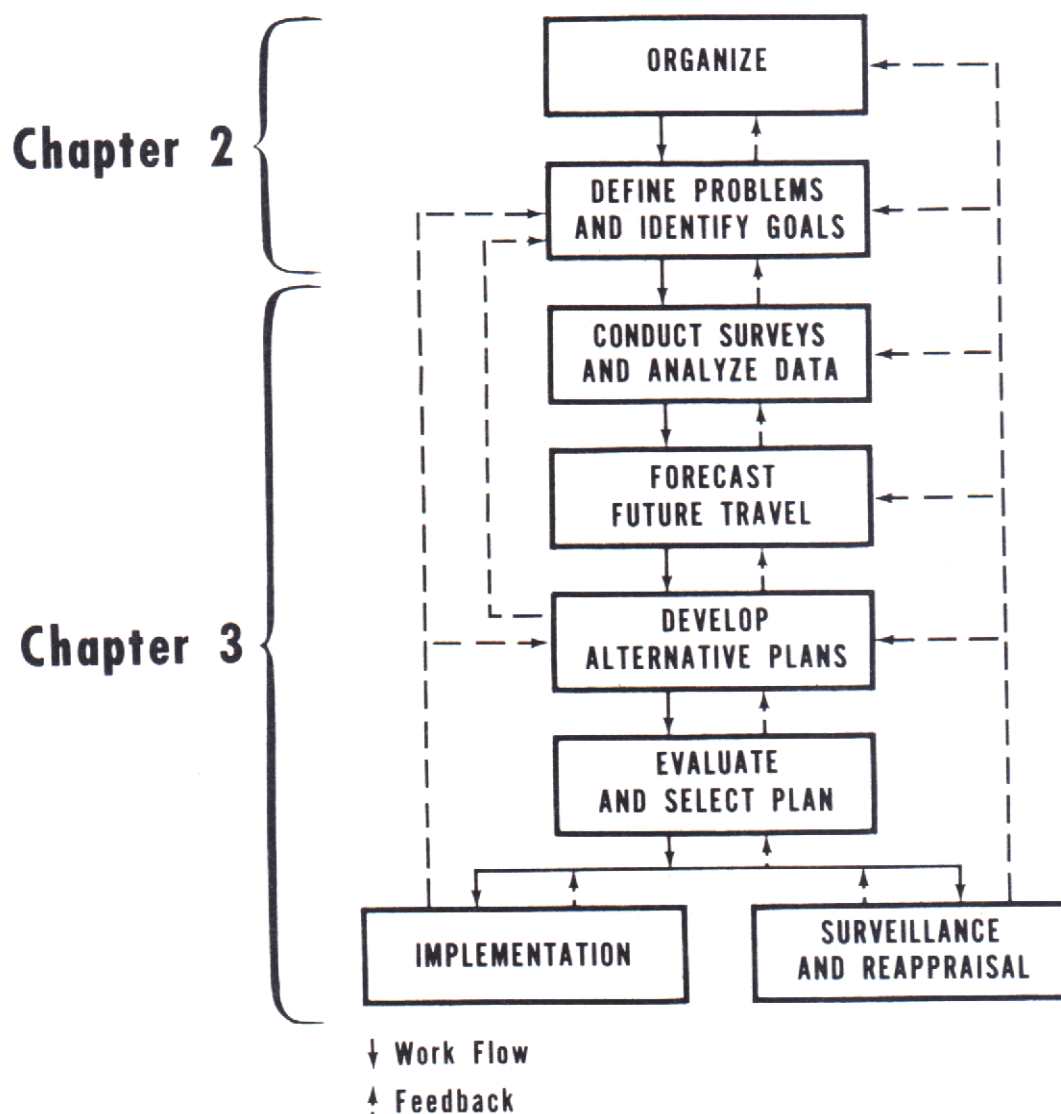 Chapter 2
ORGANIZE
DEFINE PROBLEMS
AND IDENTIFY GOALS
Chapter 3
CONDUCT SURVEYS
AND ANALYZE DATA
FORECAST
FUTURE TRAVEL
DEVELOP
ALTERNATIVE PLANS
EVALUATE
AND SELECT PLAN
IMPLEMENTATION
SURVEILLANCE
AND REAPPRAISAL
Work Flow
Feedback